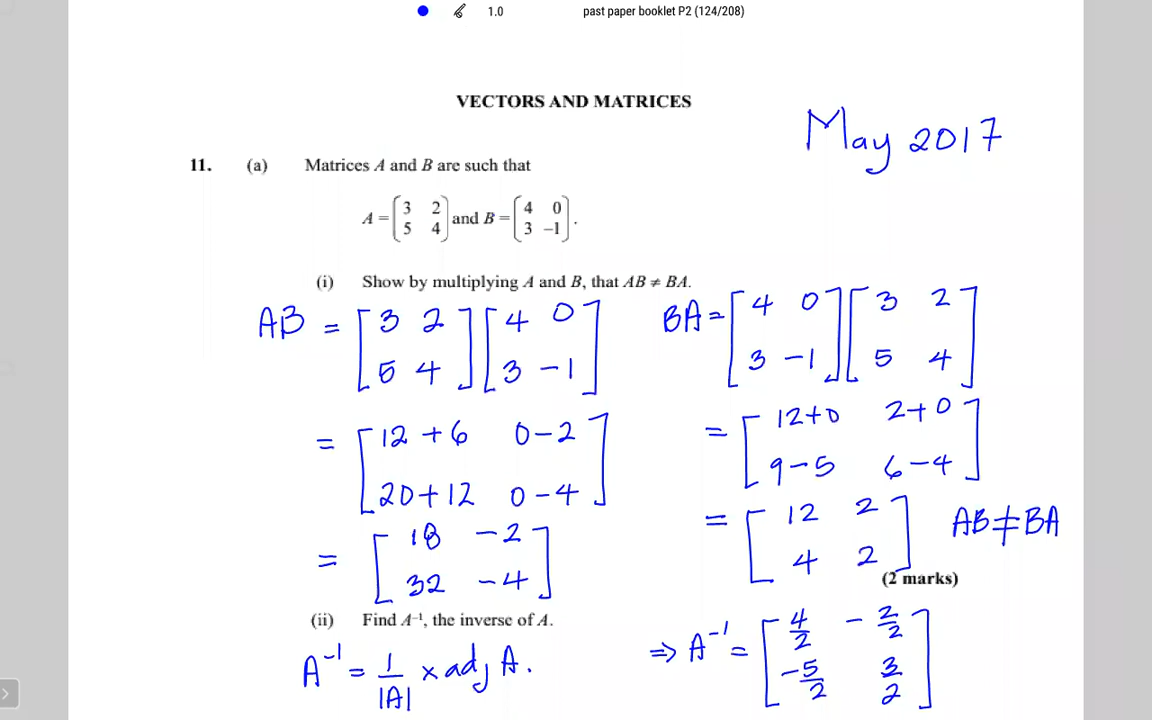 1.0 past paper booklet P2 (124/208)
VECTORS AND MATRICES
May 2017
11. (a) Matrices A and B are such that
A = [3 2 and B = [4 0
5 4] 3 −1].
(i) Show by multiplying A and B, that AB ≠ BA.
AB = [3 2] [4 0]
[5 4] [3 −1]
= [12 + 6 0 − 2]
[20 + 12 0 − 4]
= [18 −2]
[32 −4]
BA = [4 0] [3 2]
[3 −1] [5 4]
= [12+0 2+0]
[9−5 6−4]
= [12 2]
[4 2]
AB ≠ BA
(2 marks)
(ii) Find A⁻¹, the inverse of A.
A⁻¹ = 1/|A| × adj A.
⇒ A⁻¹ = [4/2 −2/2]
[−5/2 3/2]